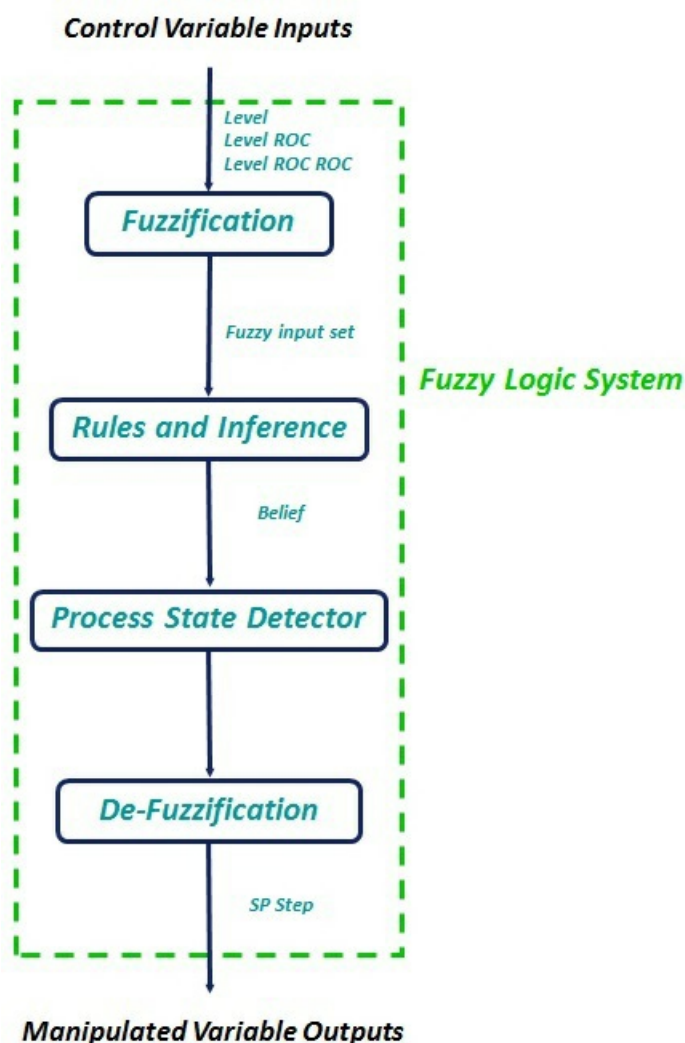 Control Variable Inputs
Level
Level ROC
Level ROC ROC
Fuzzification
Fuzzy input set
Fuzzy Logic System
Rules and Inference
Belief
Process State Detector
De-Fuzzification
SP Step
Manipulated Variable Outputs